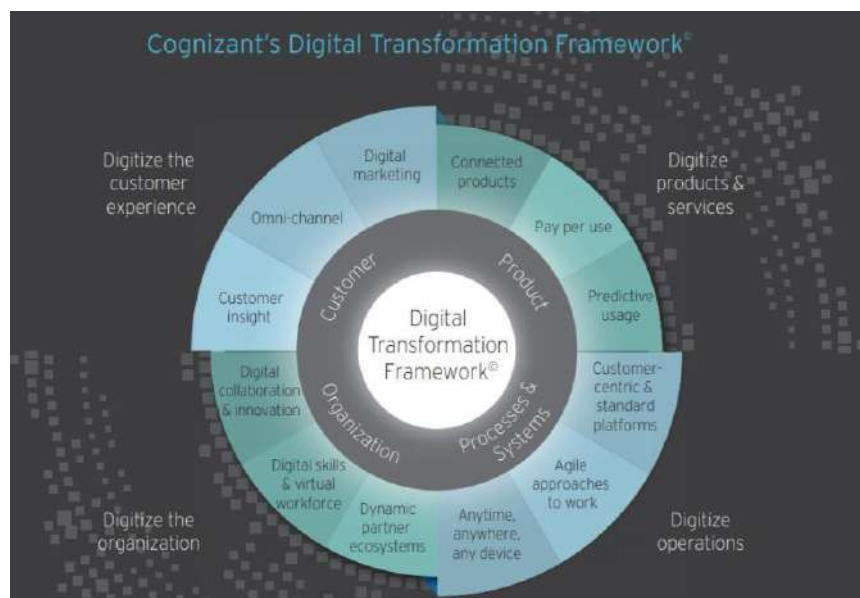 Cognizant's Digital Transformation Framework©
Digitize the
customer
experience
Digital
marketing
Omni-channel
Customer
insight
Connected
products
Pay per use
Predictive
usage
Digitize
products &
services
Customer
Product
Organization
Processes &
Systems
Digital
Transformation
Framework©
Digital
collaboration
& innovation
Digital skills
& virtual
workforce
Dynamic
partner
ecosystems
Customer-
centric &
standard
platforms
Agile
approaches
to work
Anytime,
anywhere,
any device
Digitize the
organization
Digitize
operations